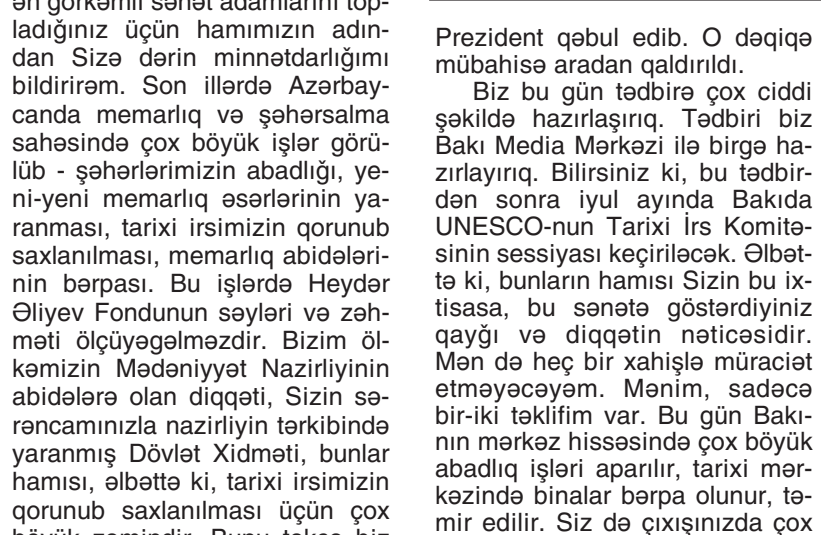 ən görkəmli sənət adamlarını top-
ladığınız üçün hamımızın adın-
dan Sizə dərin minnətdarlığımı
bildirirəm. Son illərdə Azərbay-
canda memarlıq və şəhərsalma
sahəsində çox böyük işlər görü-
lüb - şəhərlərimizin abadlığı, ye-
ni-yeni memarlıq əsərlərinin ya-
ranması, tarixi irsimizin qorunub
saxlanılması, memarlıq abidələri-
nin bərpası. Bu işlərdə Heydər
Əliyev Fondunun səyləri və zəh-
məti ölçüyəgəlməzdir. Bizim öl-
kəmizin Mədəniyyət Nazirliyinin
abidələrə olan diqqəti, Sizin sə-
rəncamınızla nazirliyin tərkibində
yaranmış Dövlət Xidməti, bunlar
hamısı, əlbəttə ki, tarixi irsimizin
qorunub saxlanılması üçün çox
böyük zəmindir. Bunu təkcə biz
Prezident qəbul edib. O dəqiqə
mübahisə aradan qaldırıldı.
Biz bu gün tədbirə çox ciddi
şəkildə hazırlaşırıq. Tədbiri biz
Bakı Media Mərkəzi ilə birgə ha-
zırlayırıq. Bilirsiniz ki, bu tədbir-
dən sonra iyul ayında Bakıda
UNESCO-nun Tarixi İrs Komitə-
sinin sessiyası keçiriləcək. Əlbət-
tə ki, bunların hamısı Sizin bu ix-
tisasa, bu sənətə göstərdiyiniz
qayğı və diqqətin nəticəsidir.
Mən də heç bir xahişlə müraciət
etməyəcəyəm. Mənim, sadəcə
bir-iki təklifim var. Bu gün Bakı-
nın mərkəz hissəsində çox böyük
abadlıq işləri aparılır, tarixi mər-
kəzində binalar bərpa olunur, tə-
mir edilir. Siz də çıxışınızda çox